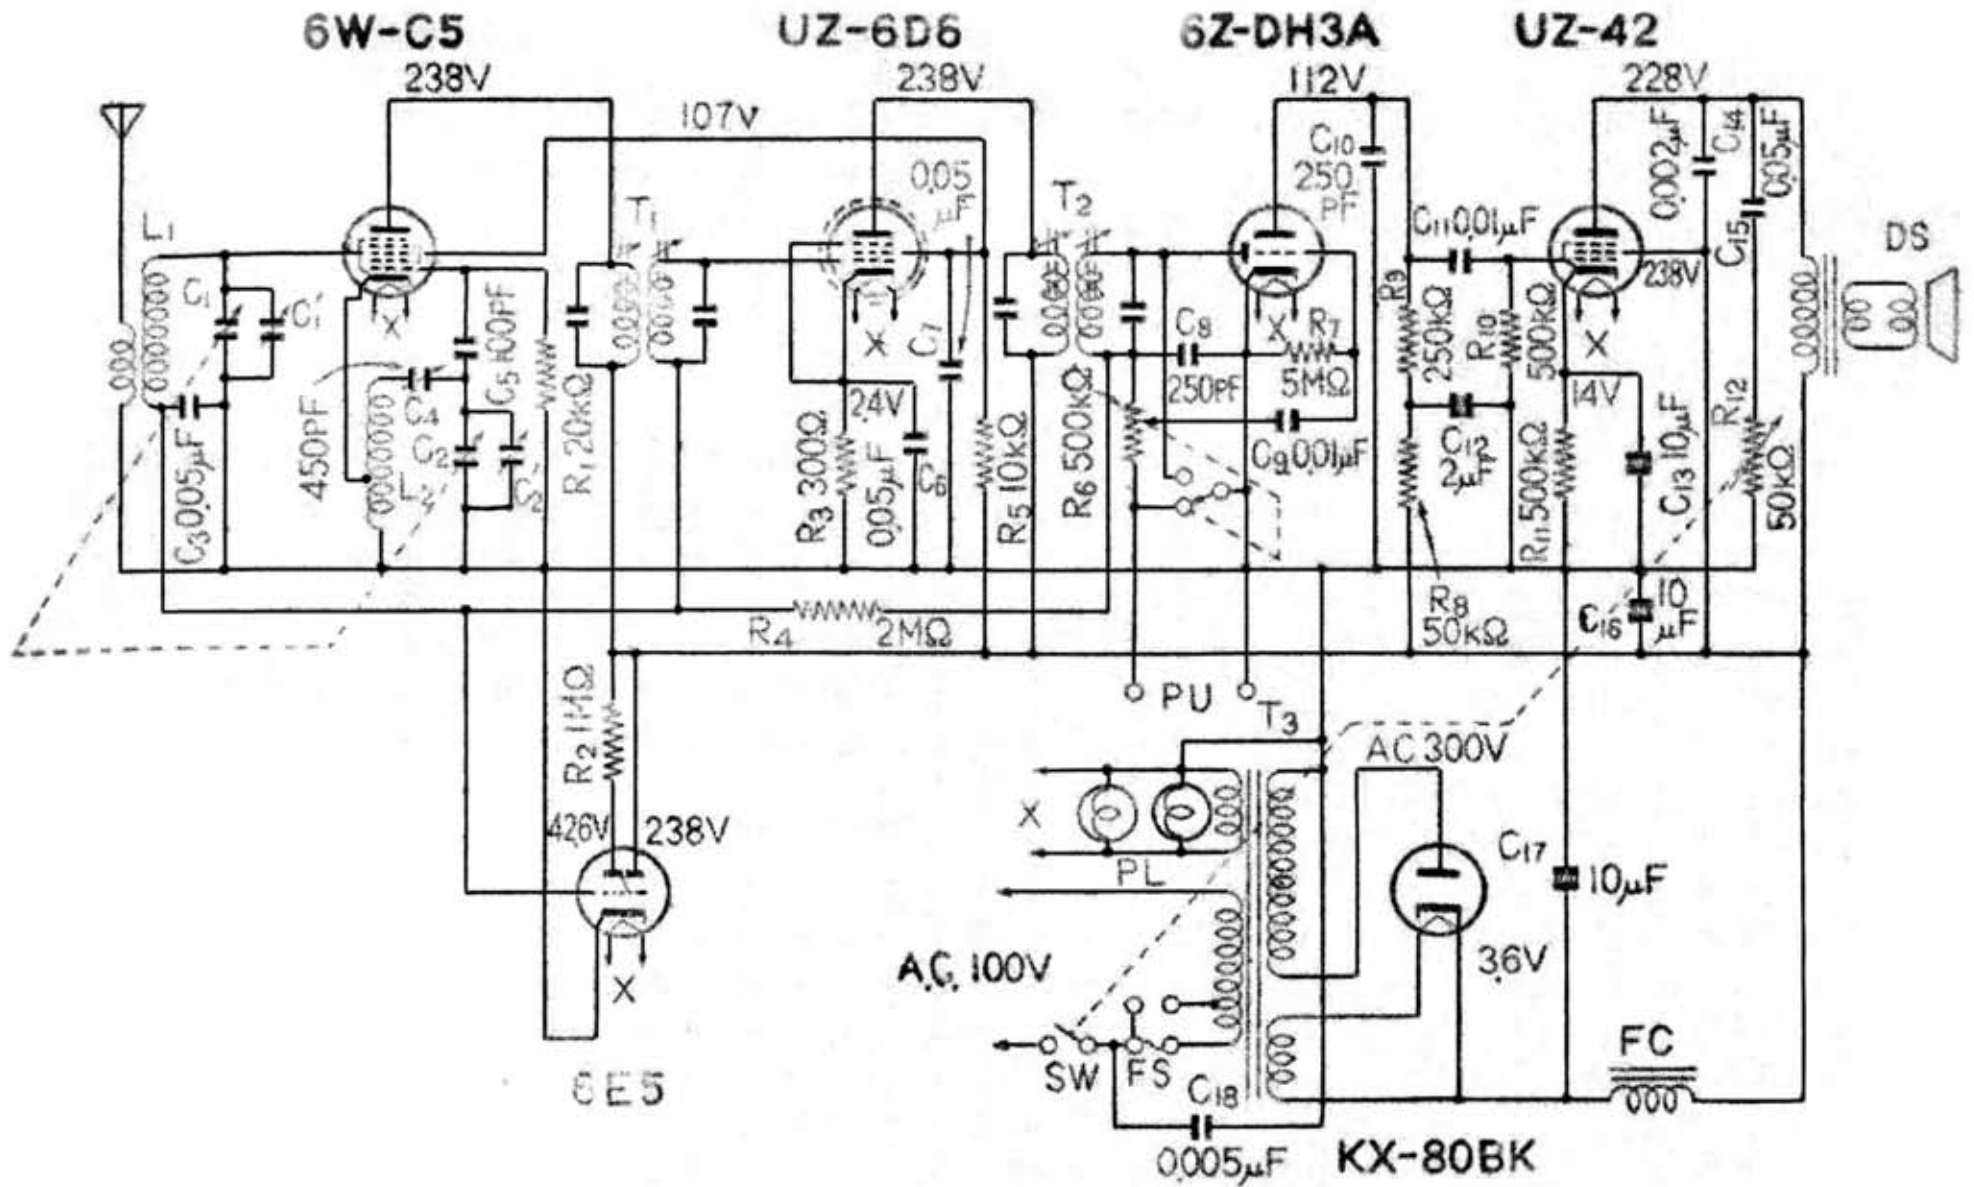 6W-C5
UZ-6D6
6Z-DH3A
UZ-42
238V
238V
112V
228V
107V
L1
C1
C1'
X
T1
0.05
μF
T2
C10
250
PF
C11 0.01μF
0.002μF
C14
0.05μF
C15
238V
DS
C5 100PF
450PF
C4
C2
C2'
L2
C3 0.05μF
R1 20kΩ
X
2.4V
C7
R3 300Ω
0.05μF
C6
R5 10kΩ
R6 500kΩ
C8
250PF
X
R7
5MΩ
C9 0.01μF
R9
250kΩ
R10
500kΩ
X
14V
C12
2μF
R11 500kΩ
C13 10μF
R12
50kΩ
R8
50kΩ
C16
10
μF
R4
2MΩ
R2 1MΩ
PU
T3
AC 300V
42.6V
238V
X
PL
C17
10μF
X
6E5
A.C. 100V
3.6V
SW
FS
C18
0.005μF
FC
KX-80BK